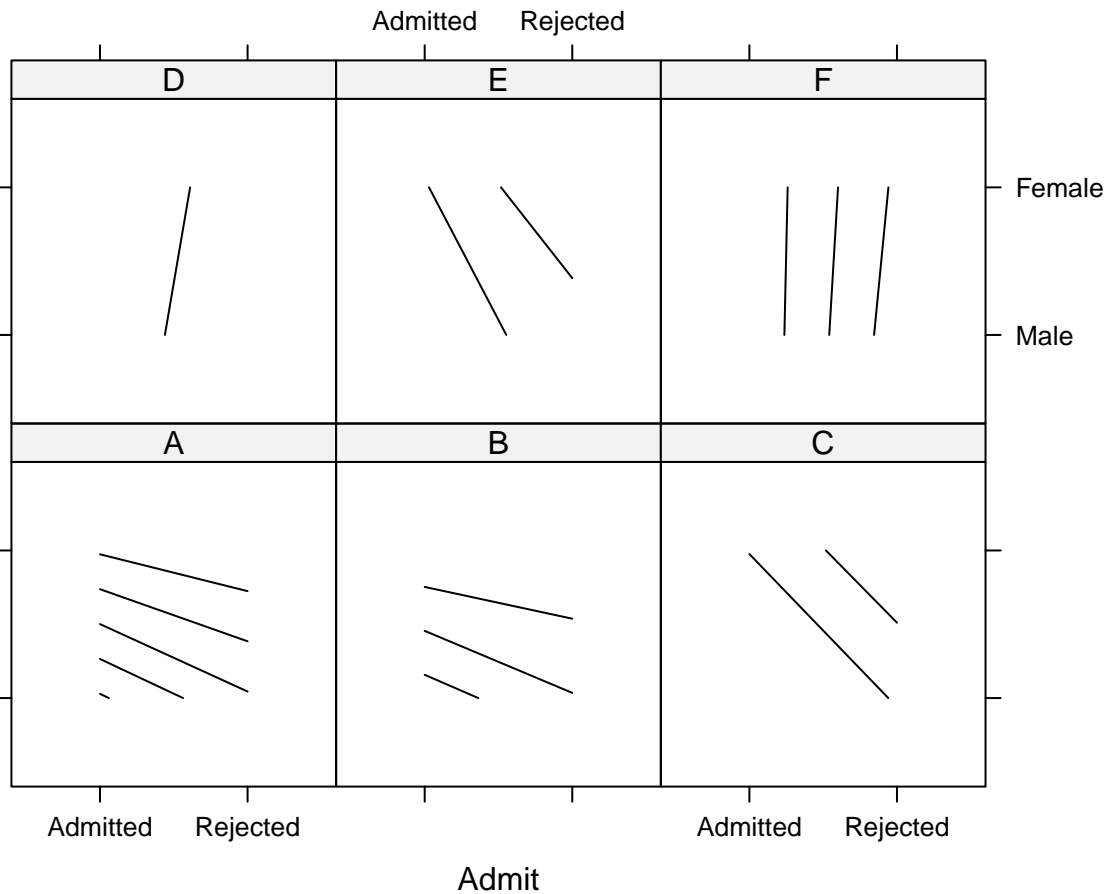 Admitted Rejected
D E F
Female
Male
A B C
Admitted Rejected Admitted Rejected
Admit